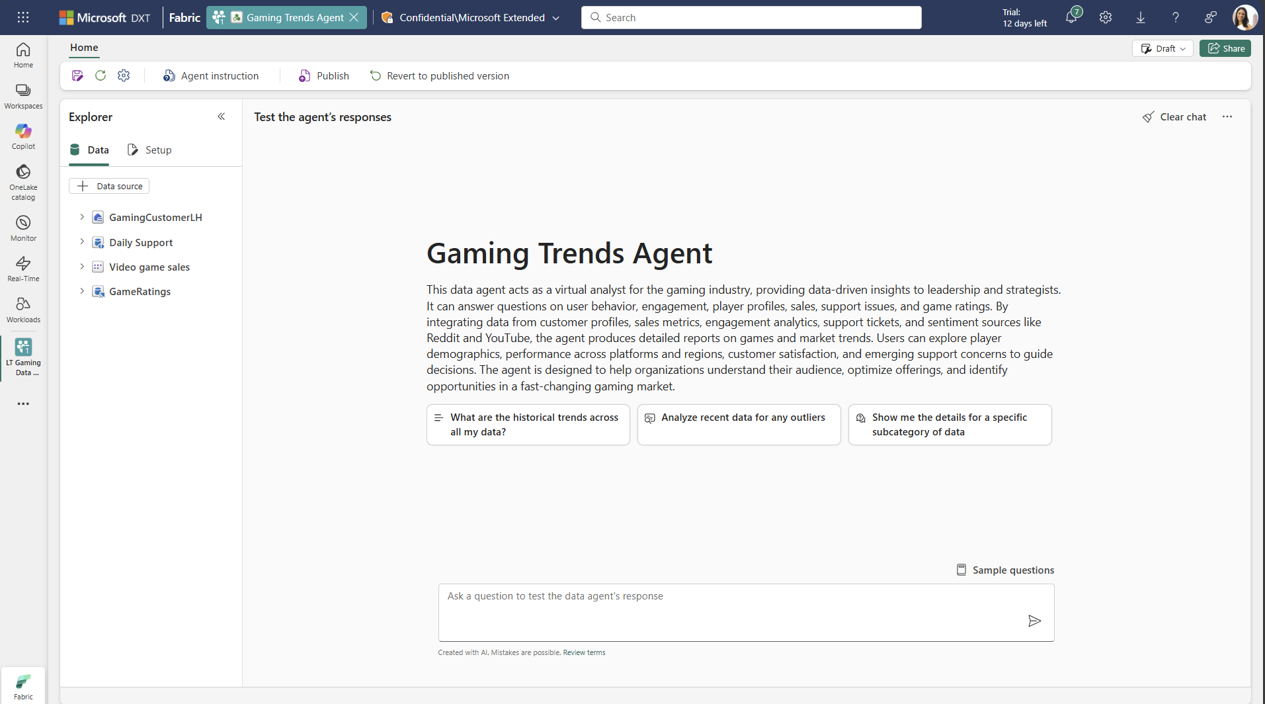 Microsoft DXT
Fabric
Gaming Trends Agent
Confidential\Microsoft Extended
Search
Trial:
12 days left
7
Home
Draft
Share
Agent instruction
Publish
Revert to published version
Home
Workspaces
Copilot
OneLake
catalog
Monitor
Real-Time
Workloads
LT Gaming
Data ...
Fabric
Explorer
Data
Setup
Data source
GamingCustomerLH
Daily Support
Video game sales
GameRatings
Test the agent's responses
Clear chat
Gaming Trends Agent
This data agent acts as a virtual analyst for the gaming industry, providing data-driven insights to leadership and strategists.
It can answer questions on user behavior, engagement, player profiles, sales, support issues, and game ratings. By
integrating data from customer profiles, sales metrics, engagement analytics, support tickets, and sentiment sources like
Reddit and YouTube, the agent produces detailed reports on games and market trends. Users can explore player
demographics, performance across platforms and regions, customer satisfaction, and emerging support concerns to guide
decisions. The agent is designed to help organizations understand their audience, optimize offerings, and identify
opportunities in a fast-changing gaming market.
What are the historical trends across
all my data?
Analyze recent data for any outliers
Show me the details for a specific
subcategory of data
Sample questions
Ask a question to test the data agent's response
Created with AI. Mistakes are possible. Review terms